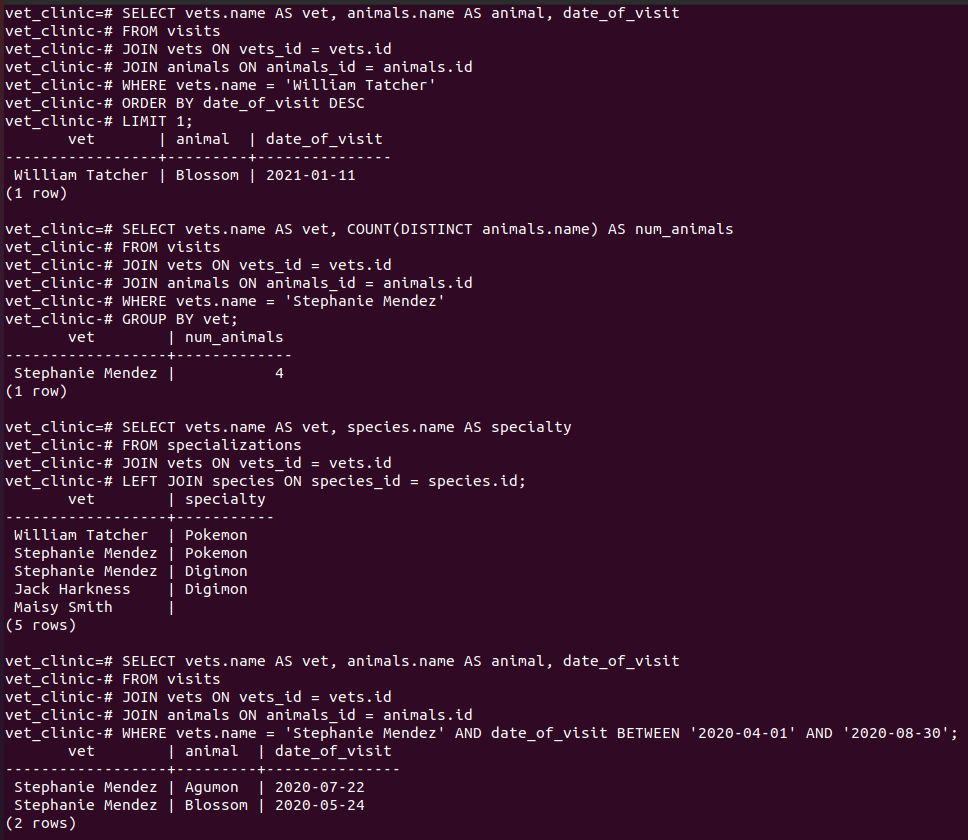 vet_clinic=# SELECT vets.name AS vet, animals.name AS animal, date_of_visit
vet_clinic-# FROM visits
vet_clinic-# JOIN vets ON vets_id = vets.id
vet_clinic-# JOIN animals ON animals_id = animals.id
vet_clinic-# WHERE vets.name = 'William Tatcher'
vet_clinic-# ORDER BY date_of_visit DESC
vet_clinic-# LIMIT 1;
       vet       | animal  | date_of_visit
-----------------+---------+---------------
 William Tatcher | Blossom | 2021-01-11
(1 row)

vet_clinic=# SELECT vets.name AS vet, COUNT(DISTINCT animals.name) AS num_animals
vet_clinic-# FROM visits
vet_clinic-# JOIN vets ON vets_id = vets.id
vet_clinic-# JOIN animals ON animals_id = animals.id
vet_clinic-# WHERE vets.name = 'Stephanie Mendez'
vet_clinic-# GROUP BY vet;
       vet        | num_animals
------------------+-------------
 Stephanie Mendez |           4
(1 row)

vet_clinic=# SELECT vets.name AS vet, species.name AS specialty
vet_clinic-# FROM specializations
vet_clinic-# JOIN vets ON vets_id = vets.id
vet_clinic-# LEFT JOIN species ON species_id = species.id;
       vet        | specialty
------------------+-----------
 William Tatcher  | Pokemon
 Stephanie Mendez | Pokemon
 Stephanie Mendez | Digimon
 Jack Harkness    | Digimon
 Maisy Smith      |
(5 rows)

vet_clinic=# SELECT vets.name AS vet, animals.name AS animal, date_of_visit
vet_clinic-# FROM visits
vet_clinic-# JOIN vets ON vets_id = vets.id
vet_clinic-# JOIN animals ON animals_id = animals.id
vet_clinic-# WHERE vets.name = 'Stephanie Mendez' AND date_of_visit BETWEEN '2020-04-01' AND '2020-08-30';
       vet        | animal  | date_of_visit
------------------+---------+---------------
 Stephanie Mendez | Agumon  | 2020-07-22
 Stephanie Mendez | Blossom | 2020-05-24
(2 rows)